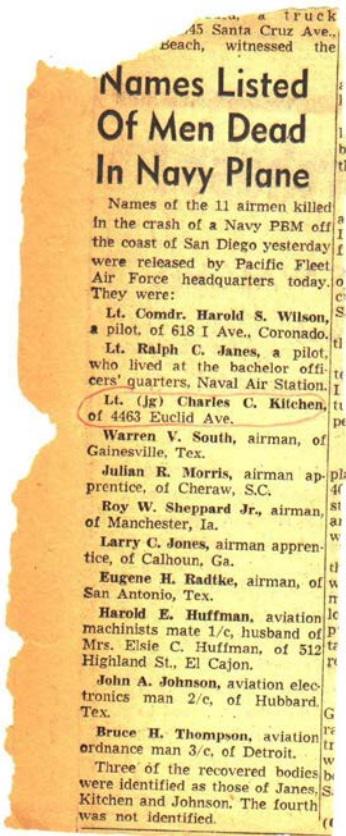 a truck
45 Santa Cruz Ave.,
Beach, witnessed the
Names Listed
Of Men Dead
In Navy Plane
Names of the 11 airmen killed
in the crash of a Navy PBM off
the coast of San Diego yesterday
were released by Pacific Fleet
Air Force headquarters today.
They were:
Lt. Comdr. Harold S. Wilson,
a pilot, of 618 I Ave., Coronado.
Lt. Ralph C. Janes, a pilot,
who lived at the bachelor offi-
cers' quarters, Naval Air Station.
Lt. (jg) Charles C. Kitchen,
of 4463 Euclid Ave.
Warren V. South, airman, of
Gainesville, Tex.
Julian R. Morris, airman ap-
prentice, of Cheraw, S.C.
Roy W. Sheppard Jr., airman,
of Manchester, Ia.
Larry C. Jones, airman appren-
tice, of Calhoun, Ga.
Eugene H. Radtke, airman, of
San Antonio, Tex.
Harold E. Huffman, aviation
machinists mate 1/c, husband of
Mrs. Elsie C. Huffman, of 512
Highland St., El Cajon.
John A. Johnson, aviation elec-
tronics man 2/c, of Hubbard,
Tex.
Bruce H. Thompson, aviation
ordnance man 3/c, of Detroit.
Three of the recovered bodies
were identified as those of Janes,
Kitchen and Johnson. The fourth
was not identified.